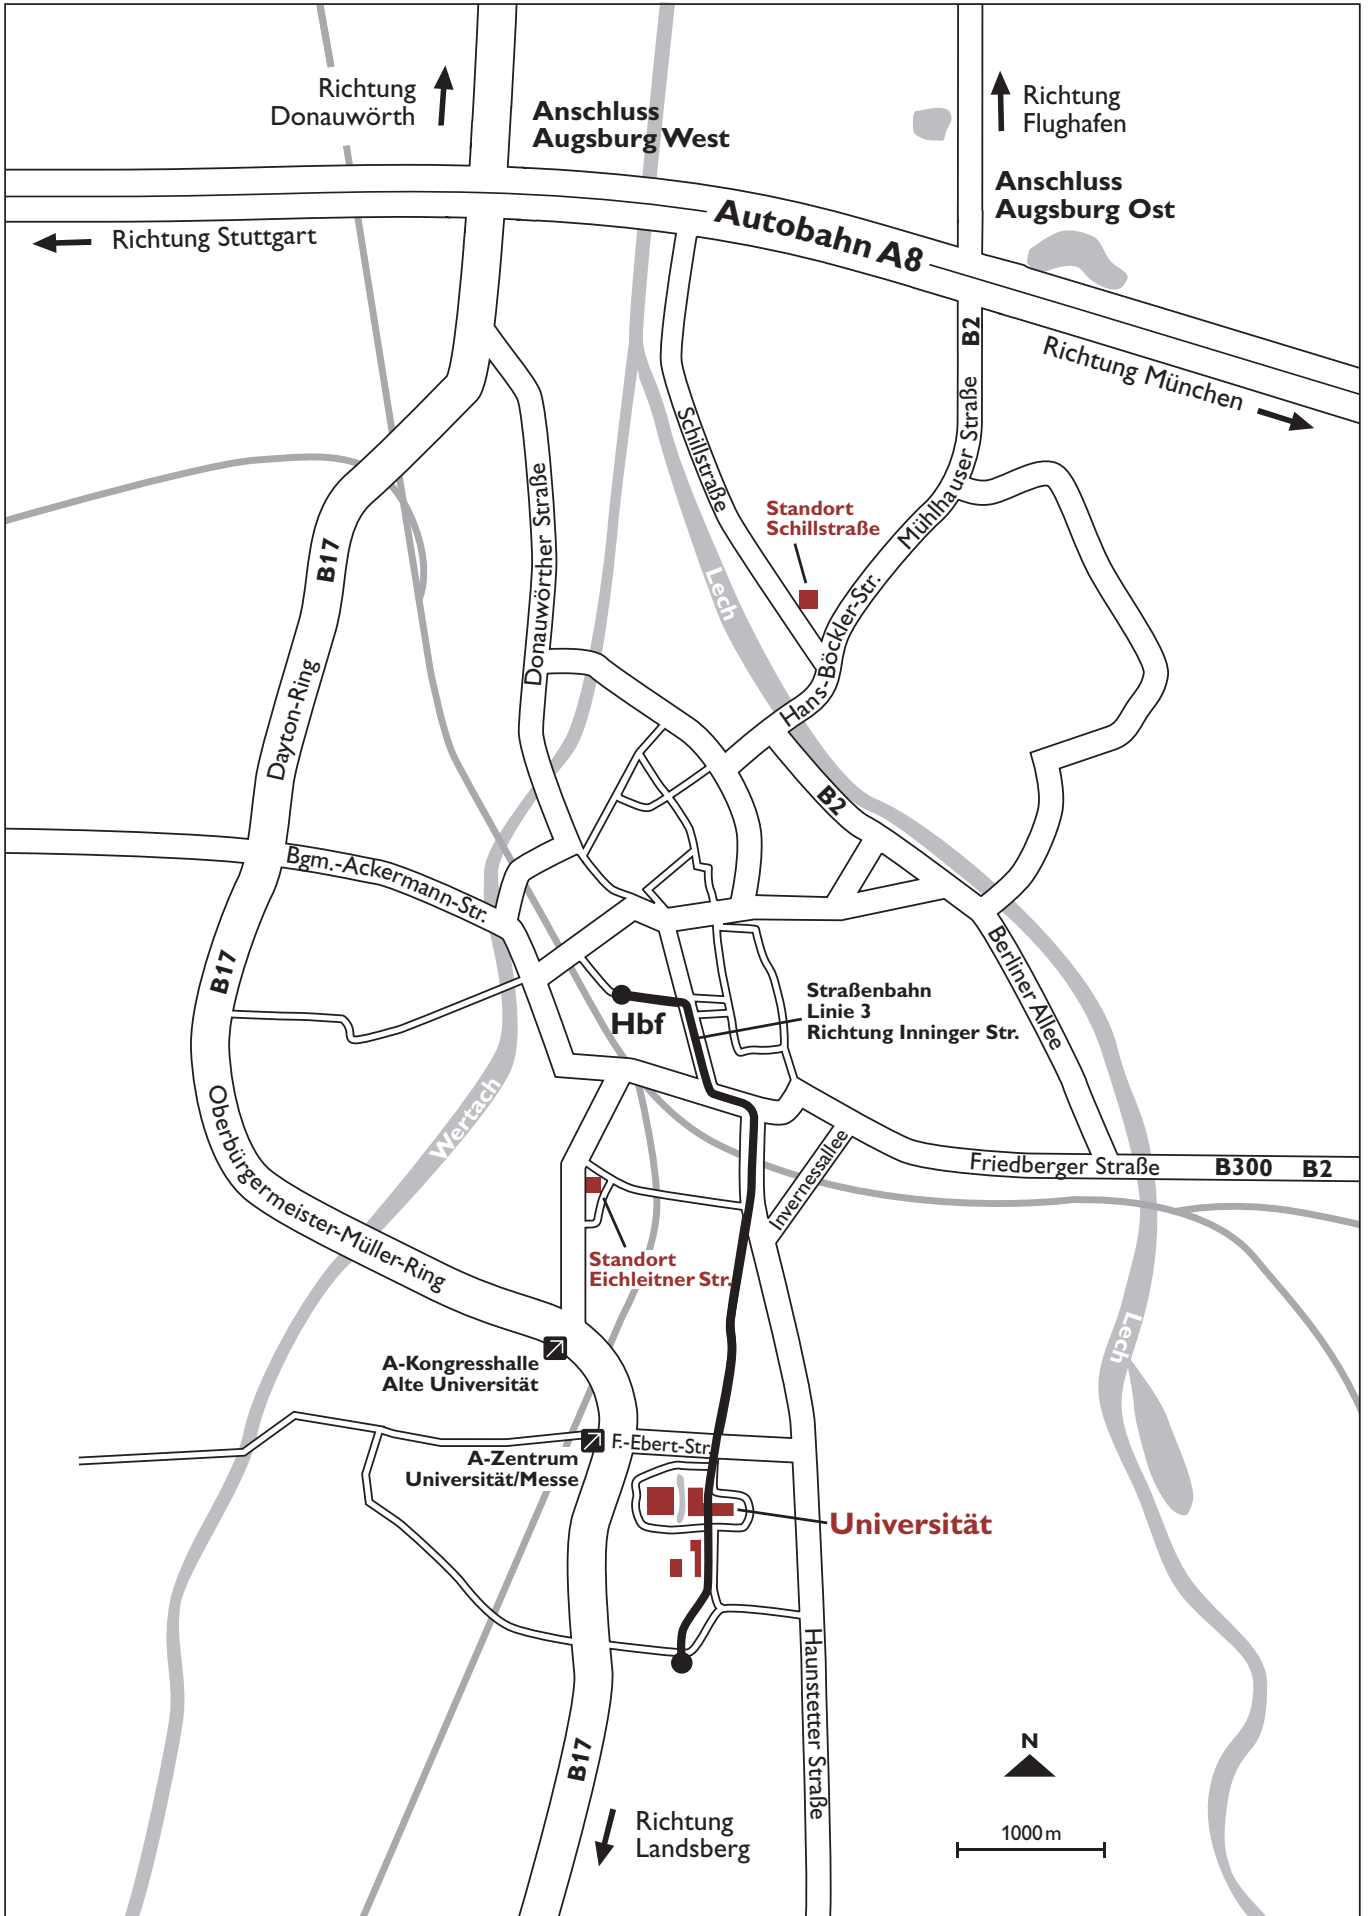 Richtung
Donauwörth
Anschluss
Augsburg West
Richtung
Flughafen
Anschluss
Augsburg Ost
Richtung Stuttgart
Autobahn A8
B2
Richtung München
Mühlhauser Straße
Schillstraße
Standort
Schillstraße
Donauwörther Straße
B17
Lech
Hans-Böckler-Str.
Dayton-Ring
B2
Bgm.-Ackermann-Str.
B17
Berliner Allee
Straßenbahn
Linie 3
Richtung Inninger Str.
Hbf
Wertach
Oberbürgermeister-Müller-Ring
Invernessallee
Friedberger Straße
B300
B2
Standort
Eichleitner Str.
Lech
A-Kongresshalle
Alte Universität
F.-Ebert-Str.
A-Zentrum
Universität/Messe
Universität
Haunstetter Straße
B17
N
Richtung
Landsberg
1000 m